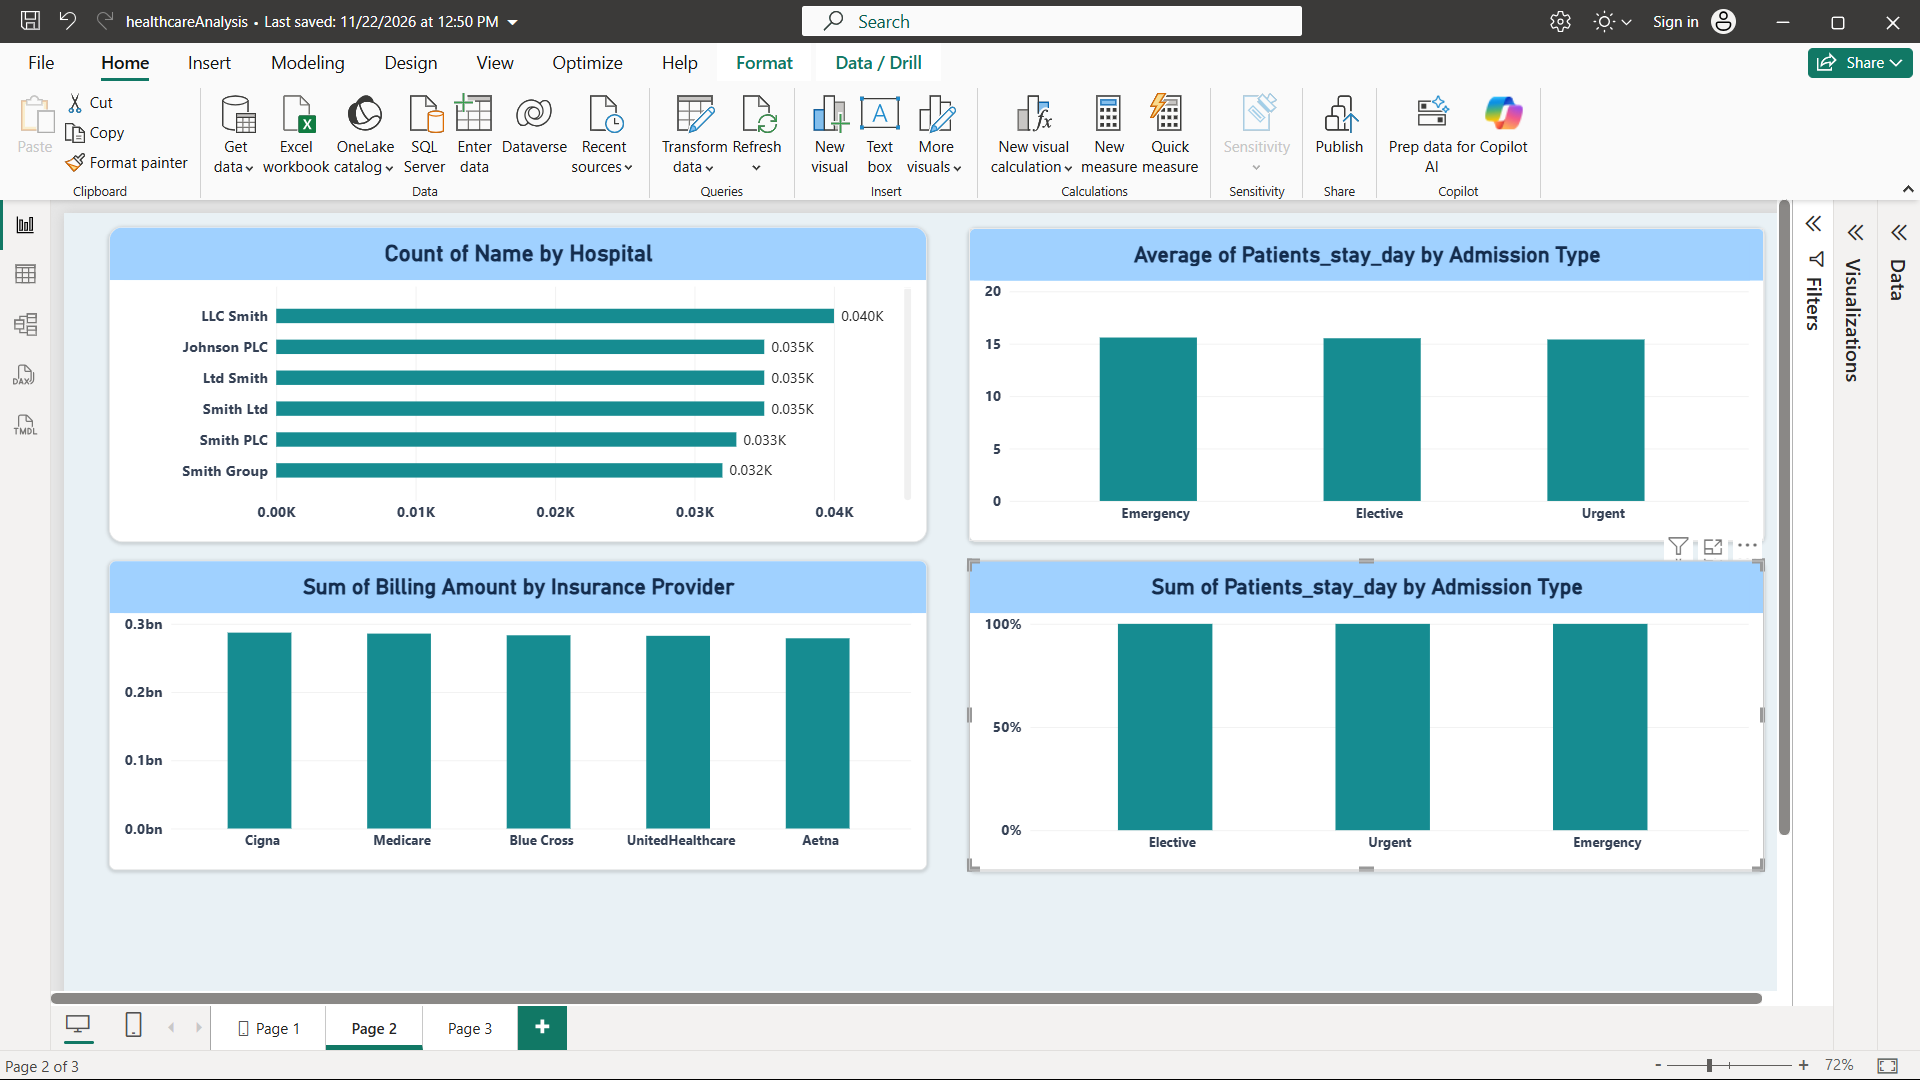 healthcareAnalysis • Last saved: 11/22/2026 at 12:50 PM
Search
Sign in
File
Home
Insert
Modeling
Design
View
Optimize
Help
Format
Data / Drill
Share
Paste
Cut
Copy
Format painter
Clipboard
Get data
Excel workbook
OneLake catalog
SQL Server
Enter data
Dataverse
Recent sources
Data
Transform data
Refresh
Queries
New visual
Text box
More visuals
Insert
New visual calculation
New measure
Quick measure
Calculations
Sensitivity
Sensitivity
Publish
Share
Prep data for AI
Copilot
Copilot
DAX
TMDL
Count of Name by Hospital
LLC Smith 0.040K
Johnson PLC 0.035K
Ltd Smith 0.035K
Smith Ltd 0.035K
Smith PLC 0.033K
Smith Group 0.032K
0.00K 0.01K 0.02K 0.03K 0.04K
Average of Patients_stay_day by Admission Type
20
15
10
5
0
Emergency Elective Urgent
Sum of Billing Amount by Insurance Provider
0.3bn
0.2bn
0.1bn
0.0bn
Cigna Medicare Blue Cross UnitedHealthcare Aetna
Sum of Patients_stay_day by Admission Type
100%
50%
0%
Elective Urgent Emergency
Filters
Visualizations
Data
Page 1
Page 2
Page 3
+
Page 2 of 3
- + 72%